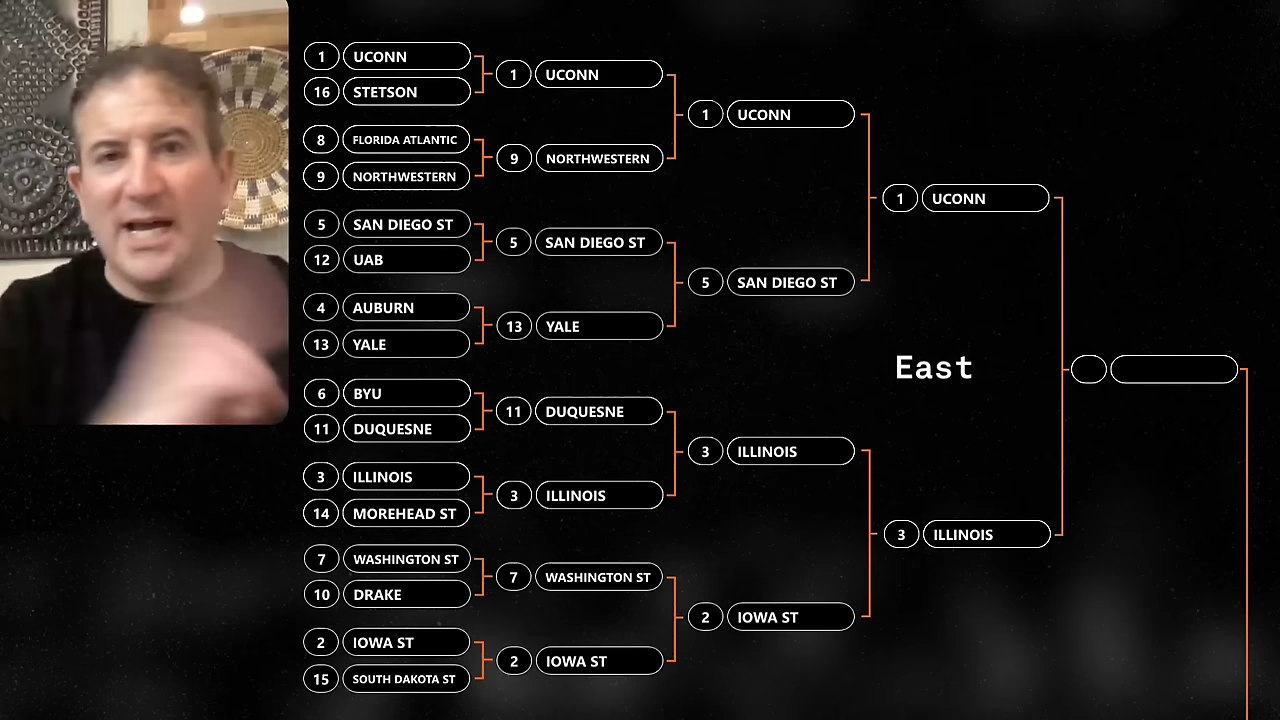 1 UCONN
16 STETSON
8 FLORIDA ATLANTIC
9 NORTHWESTERN
5 SAN DIEGO ST
12 UAB
4 AUBURN
13 YALE
6 BYU
11 DUQUESNE
3 ILLINOIS
14 MOREHEAD ST
7 WASHINGTON ST
10 DRAKE
2 IOWA ST
15 SOUTH DAKOTA ST
1 UCONN
9 NORTHWESTERN
5 SAN DIEGO ST
13 YALE
11 DUQUESNE
3 ILLINOIS
7 WASHINGTON ST
2 IOWA ST
1 UCONN
5 SAN DIEGO ST
3 ILLINOIS
2 IOWA ST
1 UCONN
East
3 ILLINOIS